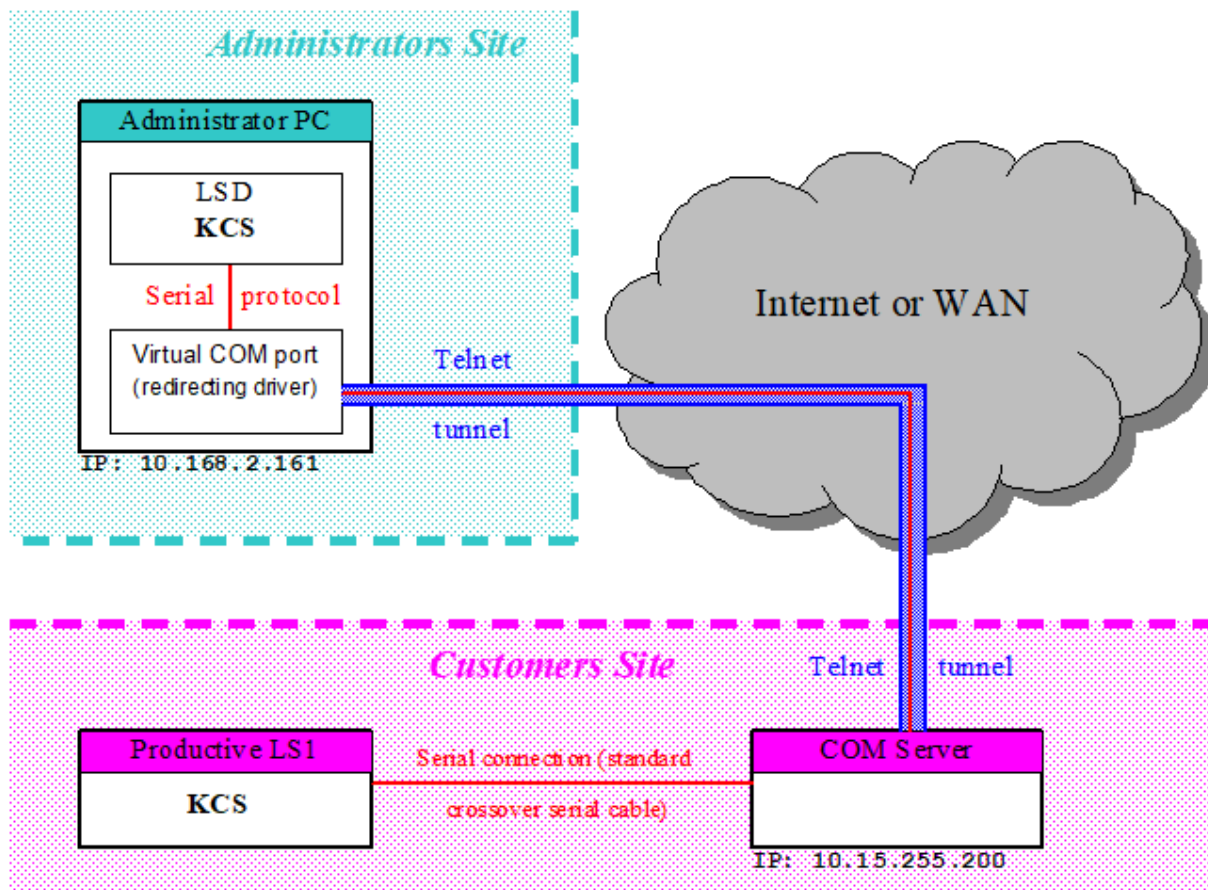 Administrators Site
Administrator PC
LSD
KCS
Serial protocol
Virtual COM port
(redirecting driver)
IP: 10.168.2.161
Telnet
tunnel
Internet or WAN
Customers Site
Telnet tunnel
Productive LS1
KCS
Serial connection (standard
crossover serial cable)
COM Server
IP: 10.15.255.200